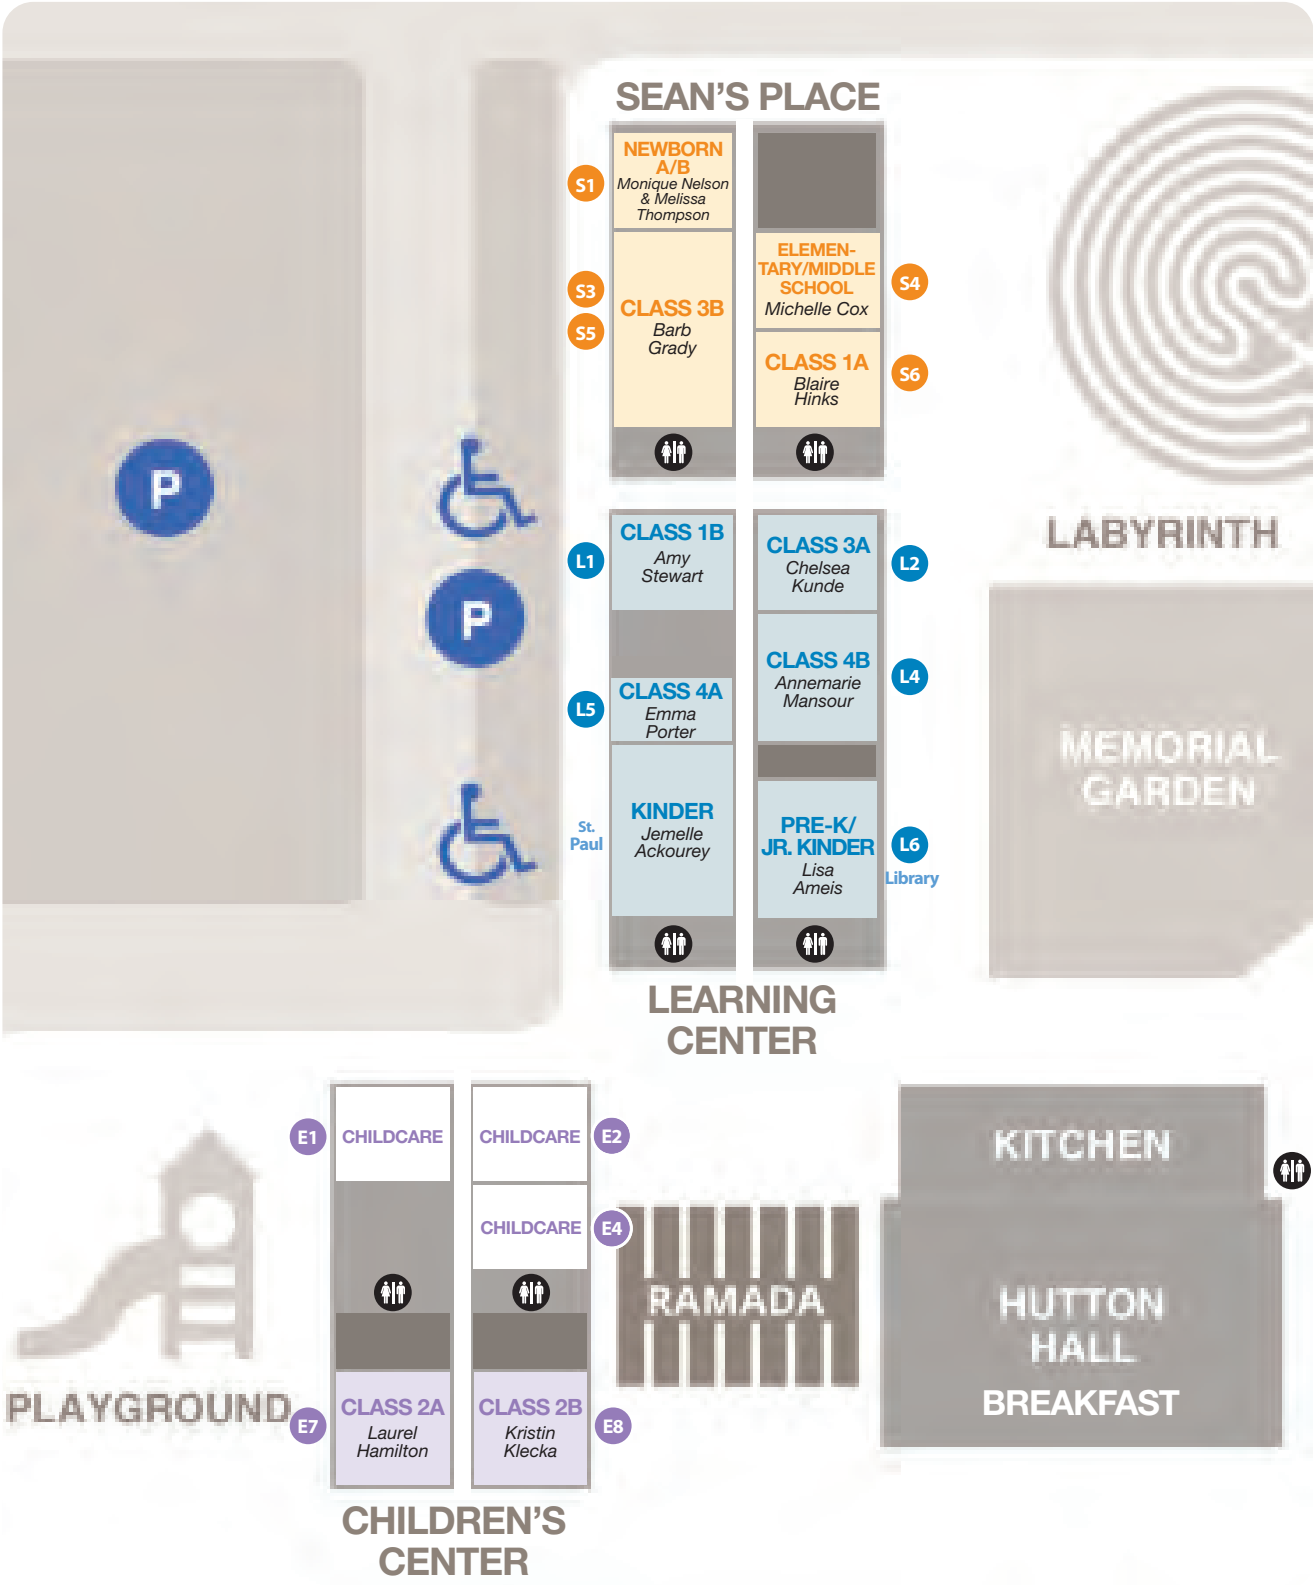 SEAN'S PLACE
NEWBORN
A/B
Monique Nelson
& Melissa
Thompson
S1
ELEMEN-
TARY/MIDDLE
SCHOOL
Michelle Cox
S4
S3
S5
CLASS 3B
Barb
Grady
CLASS 1A
Blaire
Hinks
S6
P
P
LABYRINTH
CLASS 1B
Amy
Stewart
L1
CLASS 3A
Chelsea
Kunde
L2
CLASS 4B
Annemarie
Mansour
L4
CLASS 4A
Emma
Porter
L5
MEMORIAL
GARDEN
KINDER
Jemelle
Ackourey
St.
Paul
PRE-K/
JR. KINDER
Lisa
Ameis
L6
Library
LEARNING
CENTER
E1
CHILDCARE
CHILDCARE
E2
CHILDCARE
E4
KITCHEN
RAMADA
HUTTON
HALL
BREAKFAST
PLAYGROUND
E7
CLASS 2A
Laurel
Hamilton
CLASS 2B
Kristin
Klecka
E8
CHILDREN'S
CENTER